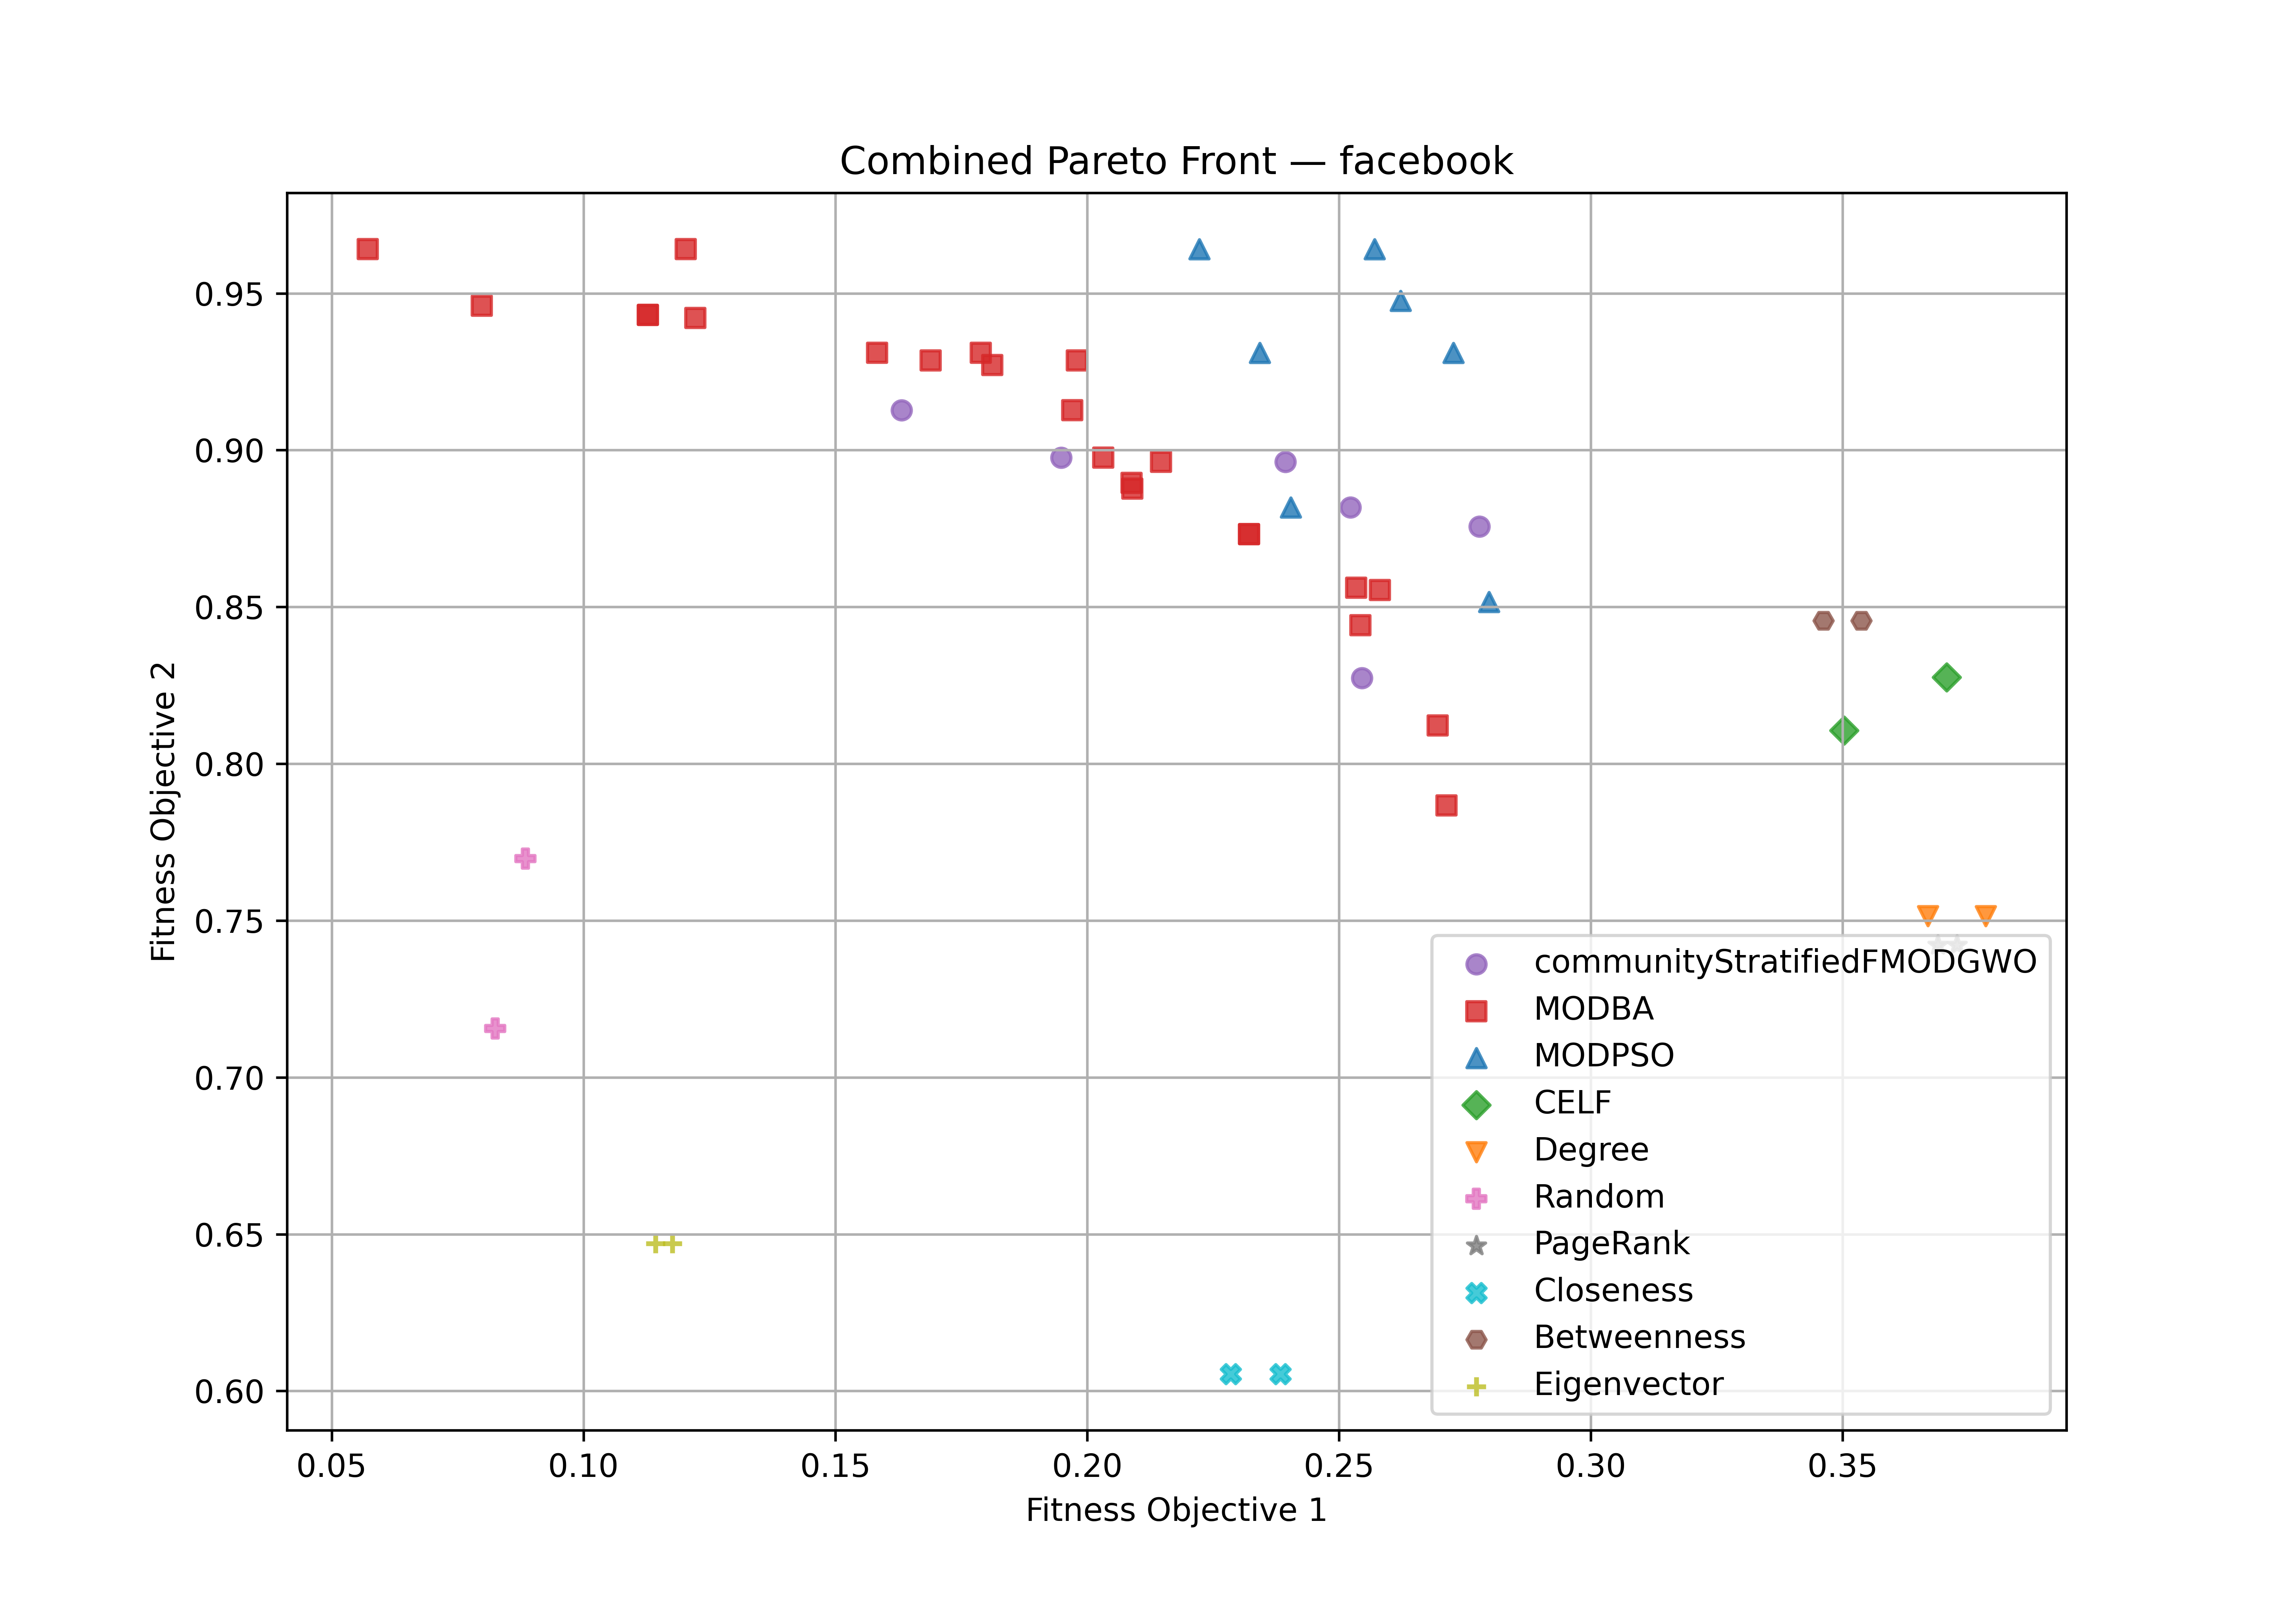 Combined Pareto Front — facebook
Fitness Objective 2
0.95
0.90
0.85
0.80
0.75
0.70
0.65
0.60
communityStratifiedFMODGWO
MODBA
MODPSO
CELF
Degree
Random
PageRank
Closeness
Betweenness
Eigenvector
0.05 0.10 0.15 0.20 0.25 0.30 0.35
Fitness Objective 1